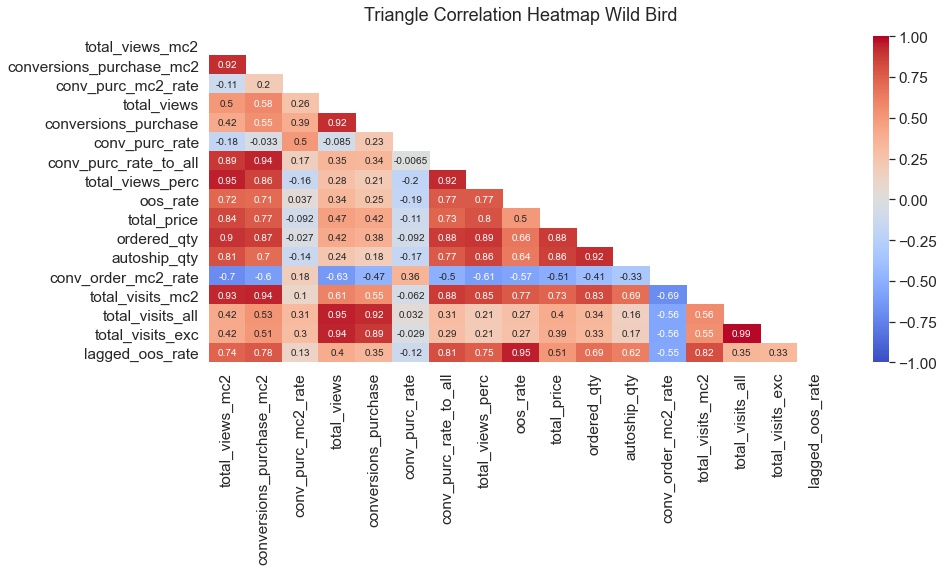 Triangle Correlation Heatmap Wild Bird
total_views_mc2
conversions_purchase_mc2 0.92
conv_purc_mc2_rate -0.11 0.2
total_views 0.5 0.58 0.26
conversions_purchase 0.42 0.55 0.39 0.92
conv_purc_rate -0.18 -0.033 0.5 -0.085 0.23
conv_purc_rate_to_all 0.89 0.94 0.17 0.35 0.34 -0.0065
total_views_perc 0.95 0.86 -0.16 0.28 0.21 -0.2 0.92
oos_rate 0.72 0.71 0.037 0.34 0.25 -0.19 0.77 0.77
total_price 0.84 0.77 -0.092 0.47 0.42 -0.11 0.73 0.8 0.5
ordered_qty 0.9 0.87 -0.027 0.42 0.38 -0.092 0.88 0.89 0.66 0.88
autoship_qty 0.81 0.7 -0.14 0.24 0.18 -0.17 0.77 0.86 0.64 0.86 0.92
conv_order_mc2_rate -0.7 -0.6 0.18 -0.63 -0.47 0.36 -0.5 -0.61 -0.57 -0.51 -0.41 -0.33
total_visits_mc2 0.93 0.94 0.1 0.61 0.55 -0.062 0.88 0.85 0.77 0.73 0.83 0.69 -0.69
total_visits_all 0.42 0.53 0.31 0.95 0.92 0.032 0.31 0.21 0.27 0.4 0.34 0.16 -0.56 0.56
total_visits_exc 0.42 0.51 0.3 0.94 0.89 -0.029 0.29 0.21 0.27 0.39 0.33 0.17 -0.56 0.55 0.99
lagged_oos_rate 0.74 0.78 0.13 0.4 0.35 -0.12 0.81 0.75 0.95 0.51 0.69 0.62 -0.55 0.82 0.35 0.33
total_views_mc2
conversions_purchase_mc2
conv_purc_mc2_rate
total_views
conversions_purchase
conv_purc_rate
conv_purc_rate_to_all
total_views_perc
oos_rate
total_price
ordered_qty
autoship_qty
conv_order_mc2_rate
total_visits_mc2
total_visits_all
total_visits_exc
lagged_oos_rate
1.00
0.75
0.50
0.25
0.00
−0.25
−0.50
−0.75
−1.00